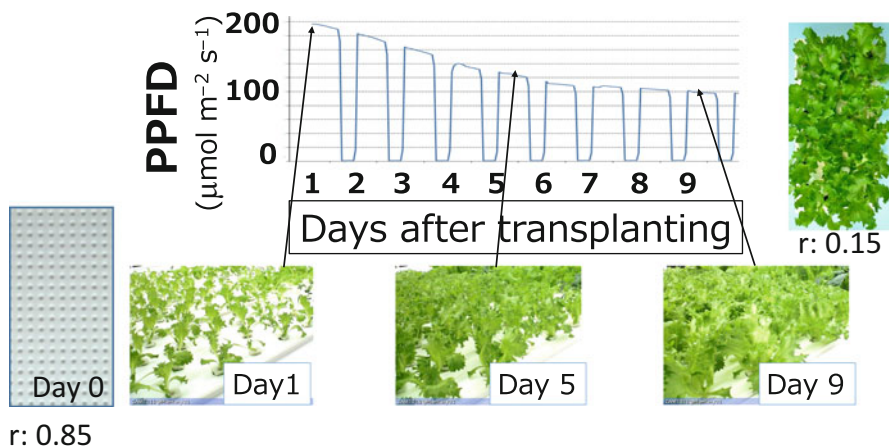 PPFD
(μmol m⁻² s⁻¹)
200
100
0
1 2 3 4 5 6 7 8 9
Days after transplanting
r: 0.15
Day 0
r: 0.85
Day1
Day 5
Day 9